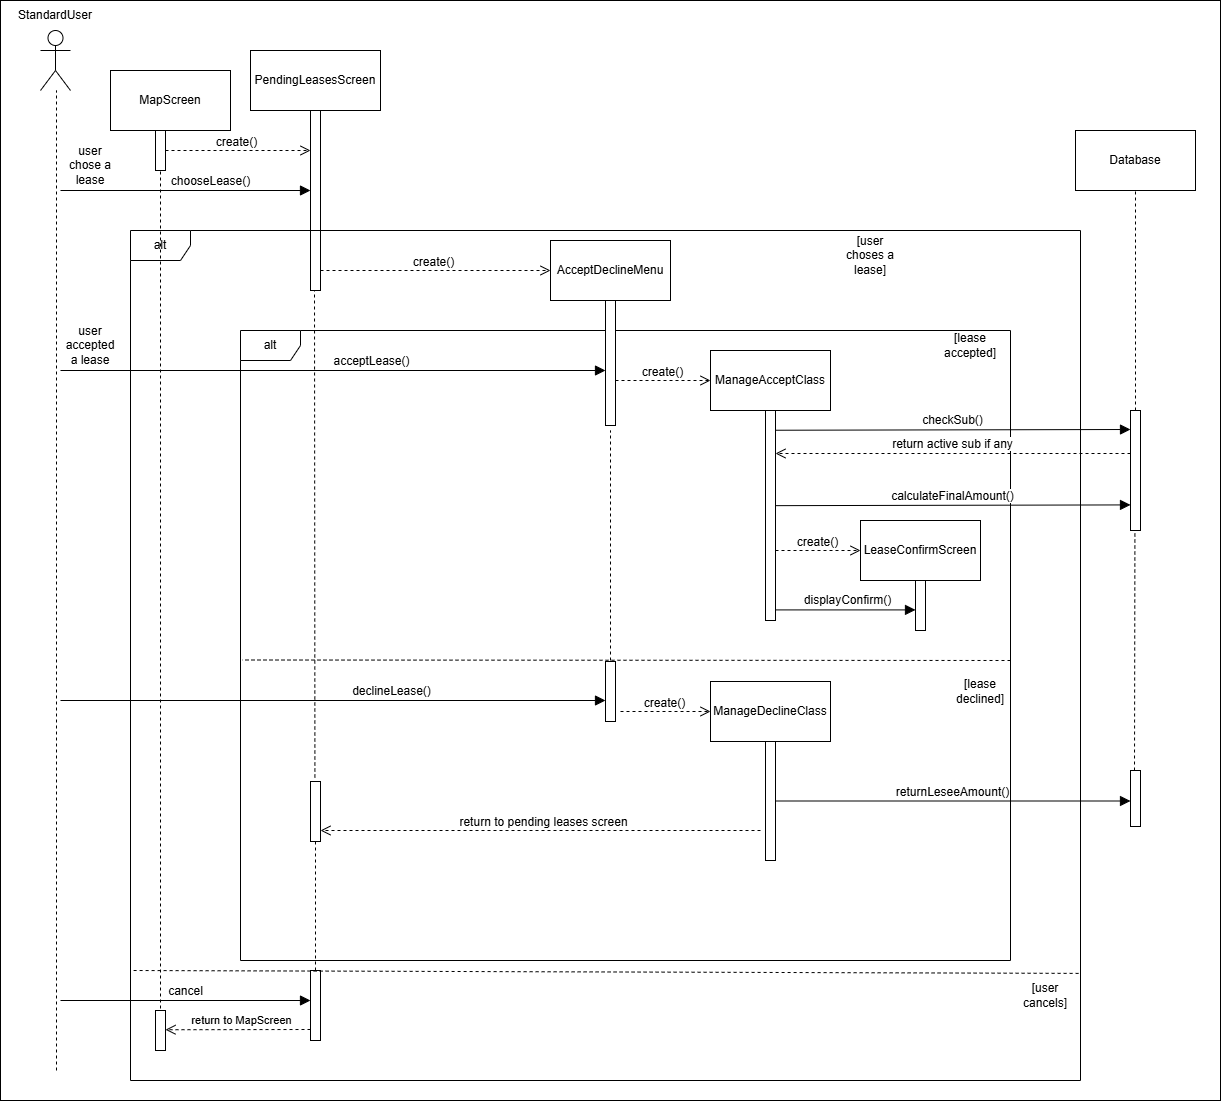 StandardUser
PendingLeasesScreen
MapScreen
create()
user
chose a
lease
chooseLease()
Database
alt
[user
choses a
lease]
create()
AcceptDeclineMenu
user
accepted
a lease
alt
[lease
accepted]
acceptLease()
create()
ManageAcceptClass
checkSub()
return active sub if any
calculateFinalAmount()
create()
LeaseConfirmScreen
displayConfirm()
[lease
declined]
declineLease()
create()
ManageDeclineClass
returnLeseeAmount()
return to pending leases screen
cancel
[user
cancels]
return to MapScreen